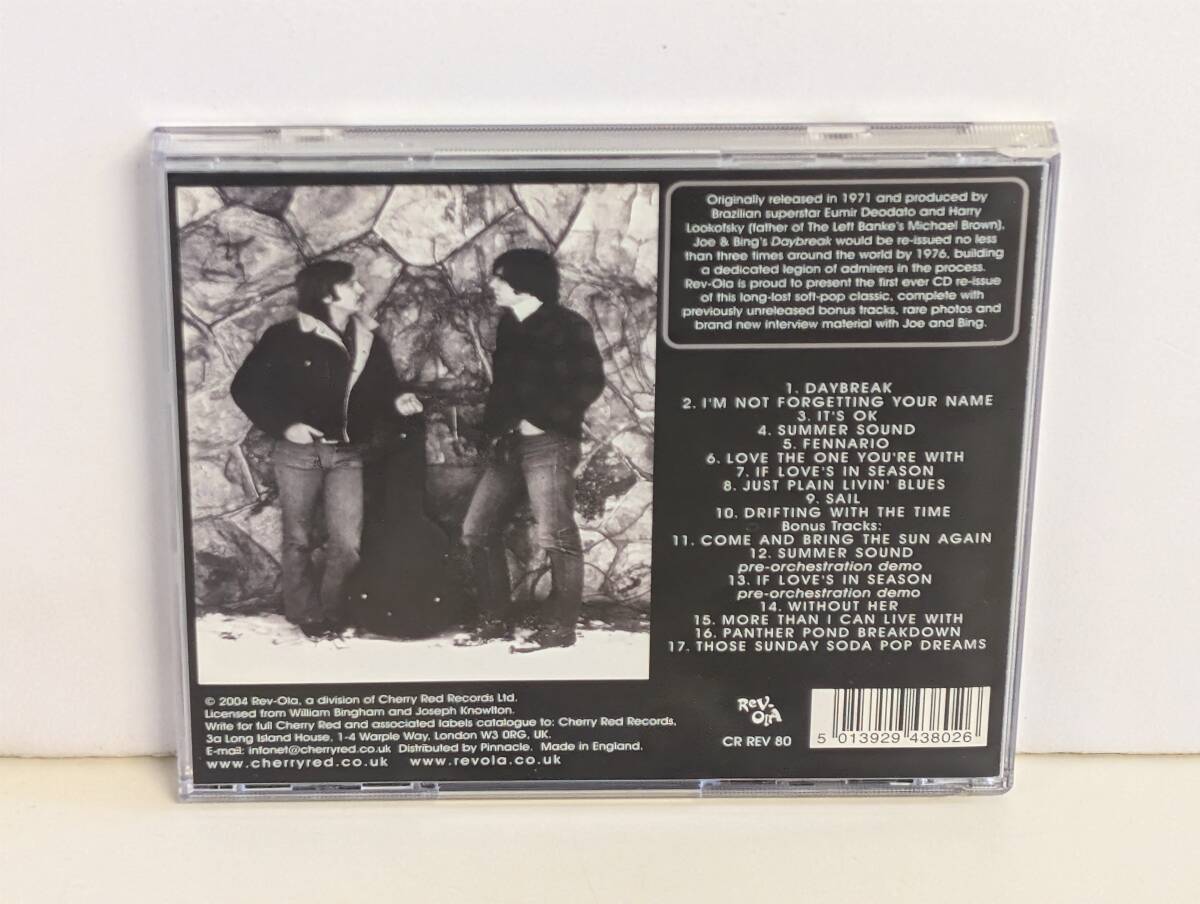 Originally released in 1971 and produced by
Brazilian superstar Eumir Deodato and Harry
Lookofsky (father of The Left Banke's Michael Brown),
Joe & Bing's Daybreak would be re-issued no less
than three times around the world by 1976, building
a dedicated legion of admirers in the process.
Rev-Ola is proud to present the first ever CD re-issue
of this long-lost soft-pop classic, complete with
previously unreleased bonus tracks, rare photos and
brand new interview material with Joe and Bing.
1. DAYBREAK
2. I'M NOT FORGETTING YOUR NAME
3. IT'S OK
4. SUMMER SOUND
5. FENNARIO
6. LOVE THE ONE YOU'RE WITH
7. IF LOVE'S IN SEASON
8. JUST PLAIN LIVIN' BLUES
9. SAIL
10. DRIFTING WITH THE TIME
Bonus Tracks:
11. COME AND BRING THE SUN AGAIN
12. SUMMER SOUND
pre-orchestration demo
13. IF LOVE'S IN SEASON
pre-orchestration demo
14. WITHOUT HER
15. MORE THAN I CAN LIVE WITH
16. PANTHER POND BREAKDOWN
17. THOSE SUNDAY SODA POP DREAMS
© 2004 Rev-Ola, a division of Cherry Red Records Ltd.
Licensed from William Bingham and Joseph Knowlton.
Write for full Cherry Red and associated labels catalogue to: Cherry Red Records,
3a Long Island House, 1-4 Warple Way, London W3 0RG, UK.
E-mail: infonet@cherryred.co.uk Distributed by Pinnacle. Made in England.
www.cherryred.co.uk www.revola.co.uk
Rev-
Ola
CR REV 80
5 013929 438026